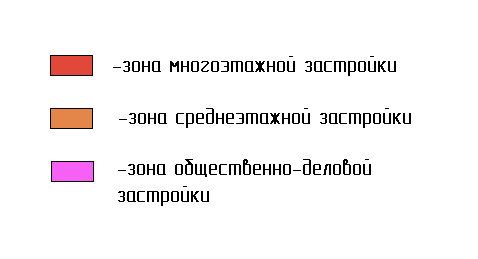 -зона многоэтажной застройки
-зона среднеэтажной застройки
-зона общественно-деловой
застройки